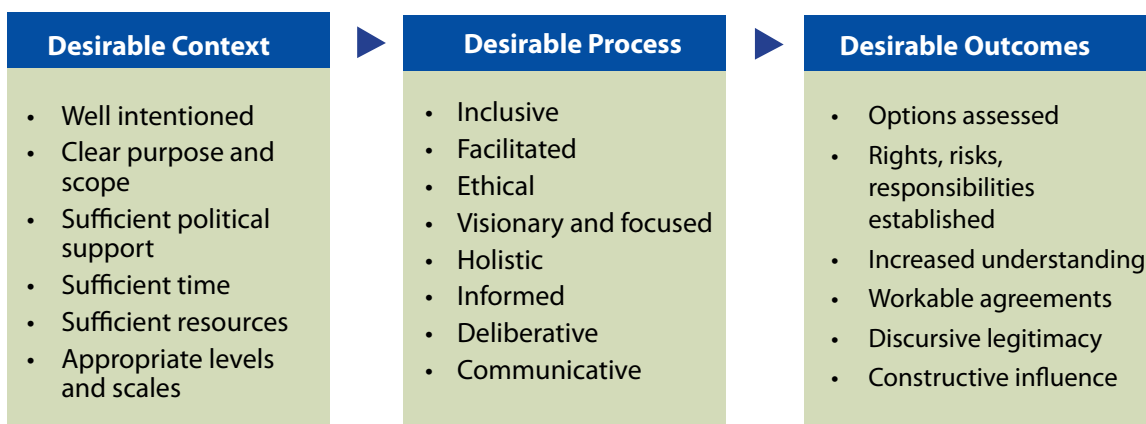 Desirable Context
• Well intentioned
• Clear purpose and
scope
• Sufficient political
support
• Sufficient time
• Sufficient resources
• Appropriate levels
and scales
Desirable Process
• Inclusive
• Facilitated
• Ethical
• Visionary and focused
• Holistic
• Informed
• Deliberative
• Communicative
Desirable Outcomes
• Options assessed
• Rights, risks,
responsibilities
established
• Increased understanding
• Workable agreements
• Discursive legitimacy
• Constructive influence